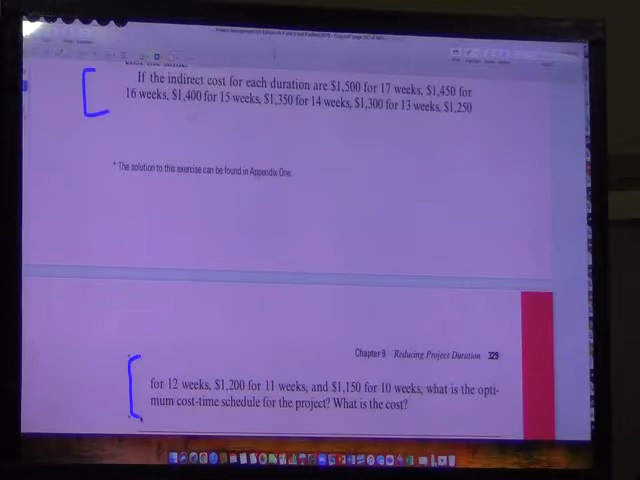 If the indirect cost for each duration are $1,500 for 17 weeks, $1,450 for
16 weeks, $1,400 for 15 weeks, $1,350 for 14 weeks, $1,300 for 13 weeks, $1,250
* The solution to this exercise can be found in Appendix One.
Chapter 9 Reducing Project Duration 329
for 12 weeks, $1,200 for 11 weeks, and $1,150 for 10 weeks, what is the opti-
mum cost-time schedule for the project? What is the cost?